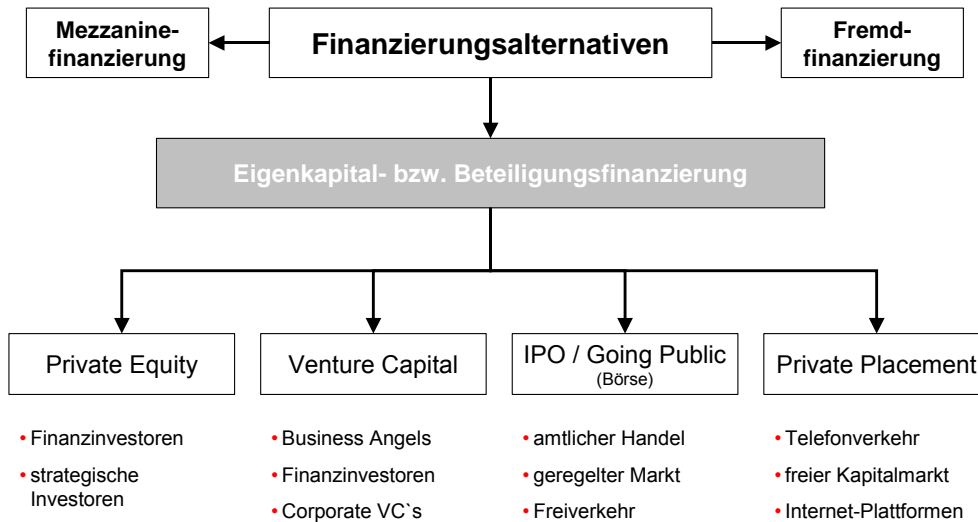 Mezzanine-
finanzierung
Finanzierungsalternativen
Fremd-
finanzierung
Eigenkapital- bzw. Beteiligungsfinanzierung
Private Equity
Venture Capital
IPO / Going Public
(Börse)
Private Placement
• Finanzinvestoren
• strategische
Investoren
• Business Angels
• Finanzinvestoren
• Corporate VC`s
• amtlicher Handel
• geregelter Markt
• Freiverkehr
• Telefonverkehr
• freier Kapitalmarkt
• Internet-Plattformen